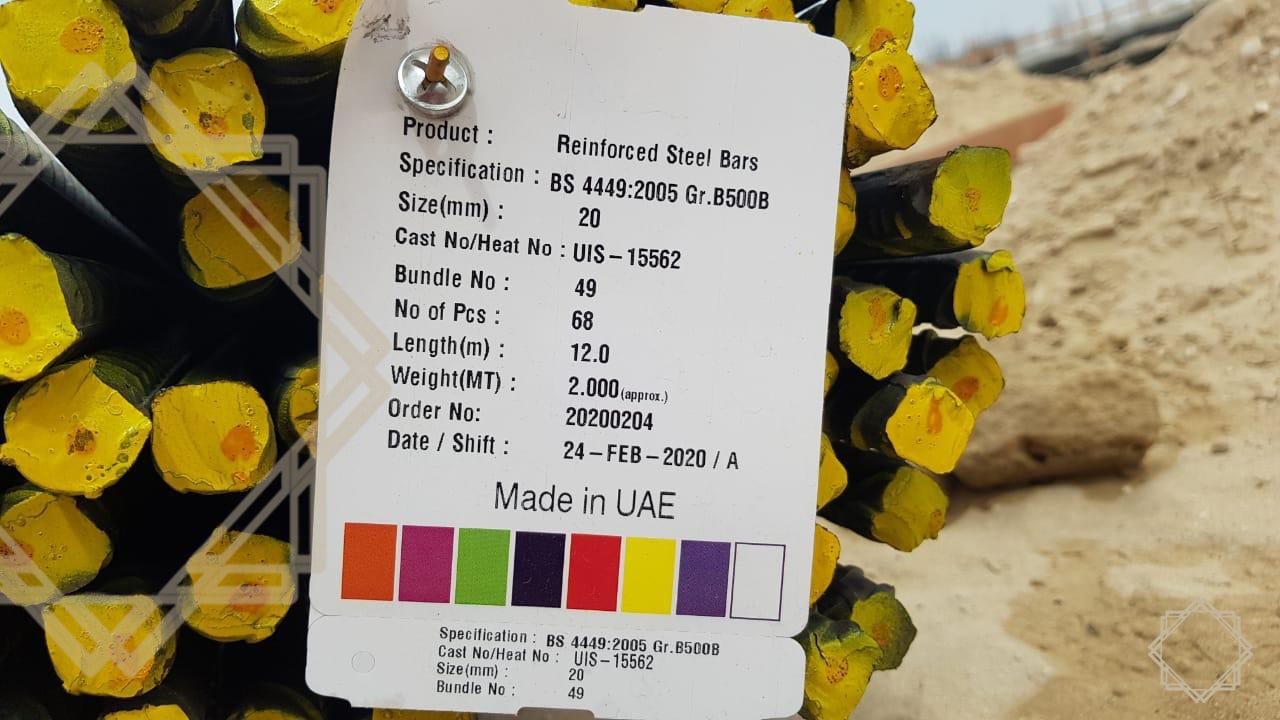 Product : Reinforced Steel Bars
Specification : BS 4449:2005 Gr.B500B
Size(mm) : 20
Cast No/Heat No : UIS-15562
Bundle No : 49
No of Pcs : 68
Length(m) : 12.0
Weight(MT) : 2.000(approx.)
Order No: 20200204
Date / Shift : 24-FEB-2020 / A
Made in UAE
Specification : BS 4449:2005 Gr.B500B
Cast No/Heat No : UIS-15562
Size(mm) : 20
Bundle No : 49